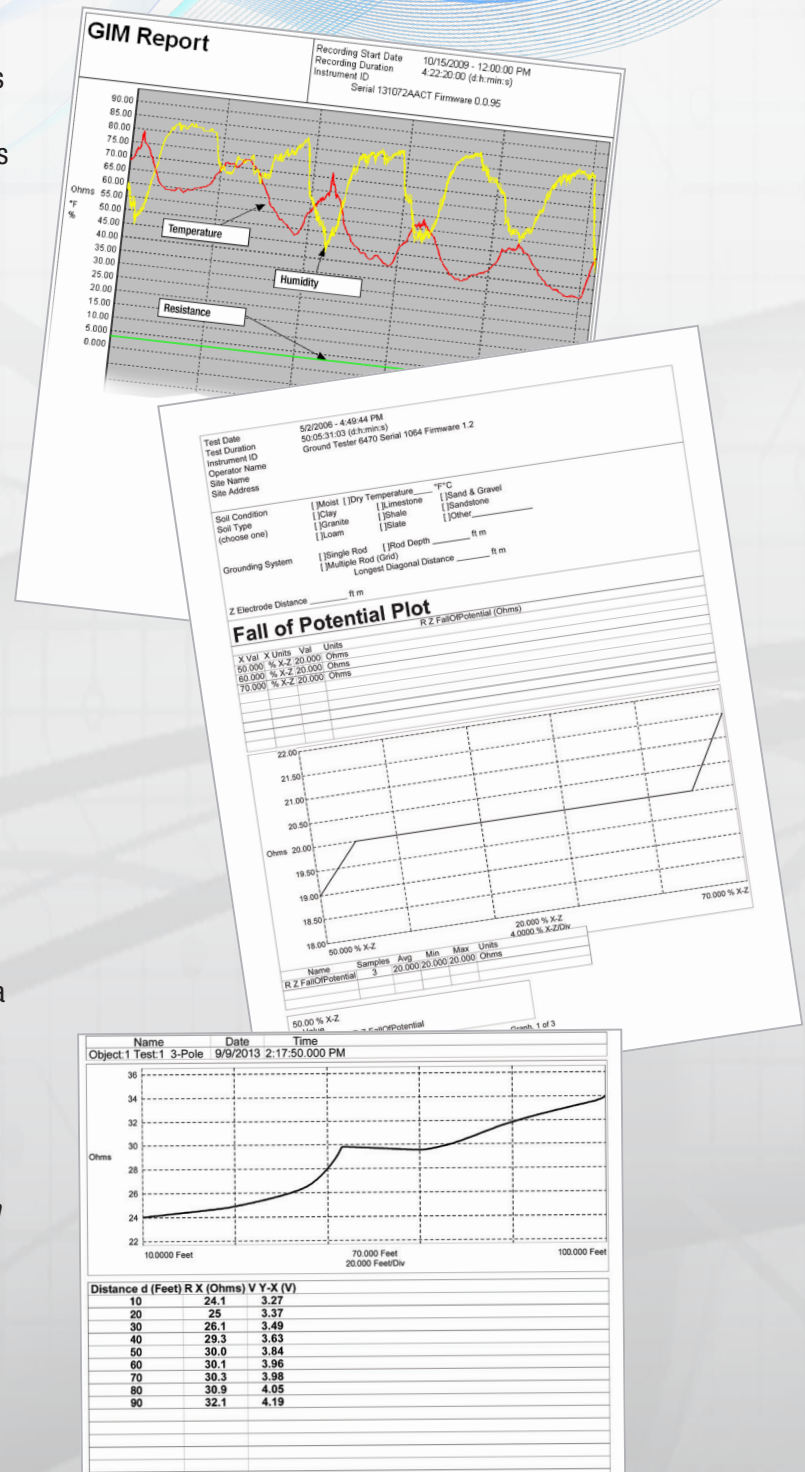 s
s
a
GIM Report
Recording Start Date 10/15/2009 - 12:00:00 PM
Recording Duration 4:22:20.00 (d:h:min:s)
Instrument ID
Serial 131072AACT Firmware 0.0.95
90.00
85.00
80.00
75.00
70.00
65.00
60.00
Ohms 55.00
°F 50.00
% 45.00
40.00
35.00
30.00
25.00
20.00
15.00
10.00
5.000
0.000
Temperature
Humidity
Resistance
Test Date 5/2/2006 - 4:49:44 PM
Test Duration 50:05:31:03 (d:h:min:s)
Instrument ID Ground Tester 6470 Serial 1064 Firmware 1.2
Operator Name
Site Name
Site Address
Soil Condition [ ]Moist [ ]Dry Temperature____ °F°C
Soil Type [ ]Clay [ ]Limestone [ ]Sand & Gravel
(choose one) [ ]Granite [ ]Shale [ ]Sandstone
[ ]Loam [ ]Slate [ ]Other____________
Grounding System [ ]Single Rod [ ]Rod Depth ________ ft m
[ ]Multiple Rod (Grid)
Longest Diagonal Distance _______ ft m
Z Electrode Distance ________ ft m
Fall of Potential Plot
R Z FallOfPotential (Ohms)
X Val X Units Val Units
50.000 % X-Z 20.000 Ohms
60.000 % X-Z 20.000 Ohms
70.000 % X-Z 20.000 Ohms
22.00
21.50
21.00
20.50
Ohms 20.00
19.50
19.00
18.50
18.00
50.000 % X-Z 20.000 % X-Z 70.000 % X-Z
4.0000 % X-Z/Div
Name Samples Avg Min Max Units
R Z FallOfPotential 3 20.000 20.000 20.000 Ohms
50.00 % X-Z
Value Z FallOfPotential Graph, 1 of 3
Name Date Time
Object:1 Test:1 3-Pole 9/9/2013 2:17:50.000 PM
36
34
32
Ohms 30
28
26
24
22
10.0000 Feet 70.000 Feet 100.000 Feet
20.000 Feet/Div
Distance d (Feet) R X (Ohms) V Y-X (V)
10 24.1 3.27
20 25 3.37
30 26.1 3.49
40 29.3 3.63
50 30.0 3.84
60 30.1 3.96
70 30.3 3.98
80 30.9 4.05
90 32.1 4.19